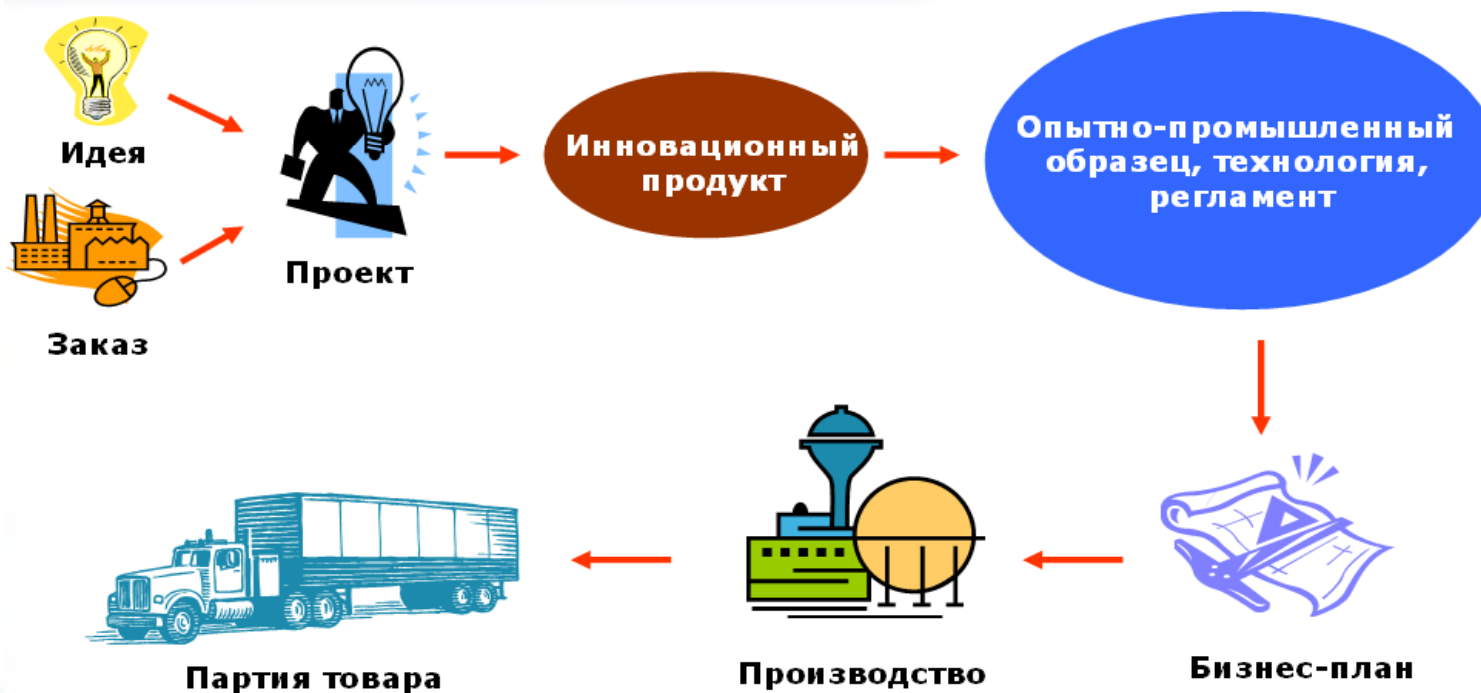 Идея
Заказ
Проект
Инновационный
продукт
Опытно-промышленный
образец, технология,
регламент
Бизнес-план
Производство
Партия товара